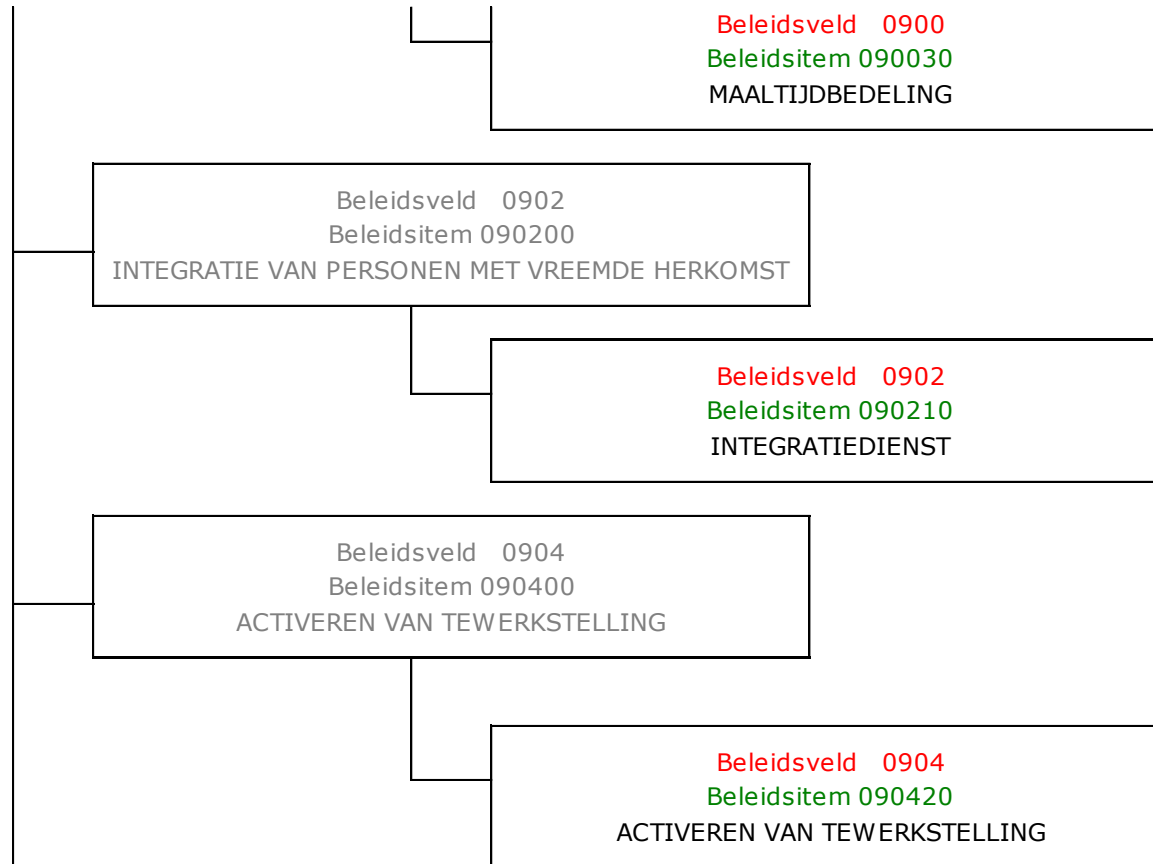 Beleidsveld 0900
Beleidsitem 090030
MAALTIJDBEDELING
Beleidsveld 0902
Beleidsitem 090200
INTEGRATIE VAN PERSONEN MET VREEMDE HERKOMST
Beleidsveld 0902
Beleidsitem 090210
INTEGRATIEDIENST
Beleidsveld 0904
Beleidsitem 090400
ACTIVEREN VAN TEWERKSTELLING
Beleidsveld 0904
Beleidsitem 090420
ACTIVEREN VAN TEWERKSTELLING